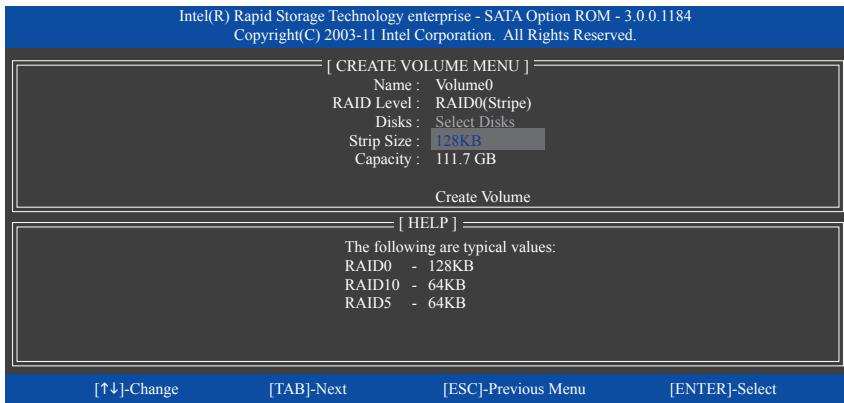 Intel(R) Rapid Storage Technology enterprise - SATA Option ROM - 3.0.0.1184
Copyright(C) 2003-11 Intel Corporation. All Rights Reserved.
[ CREATE VOLUME MENU ]
Name : Volume0
RAID Level : RAID0(Stripe)
Disks : Select Disks
Strip Size : 128KB
Capacity : 111.7 GB
Create Volume
[ HELP ]
The following are typical values:
RAID0 - 128KB
RAID10 - 64KB
RAID5 - 64KB
[↑↓]-Change [TAB]-Next [ESC]-Previous Menu [ENTER]-Select